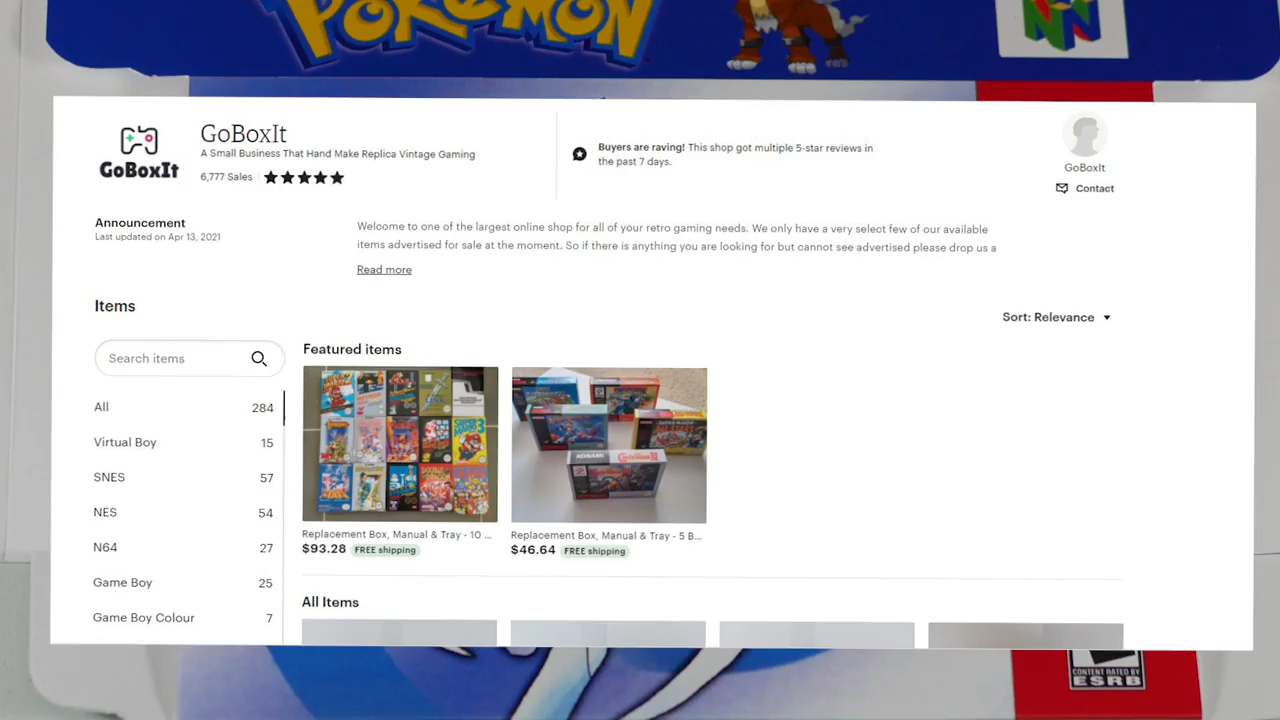 POKéMON
N
GoBoxIt
GoBoxIt
A Small Business That Hand Make Replica Vintage Gaming
6,777 Sales
Buyers are raving! This shop got multiple 5-star reviews in
the past 7 days.
GoBoxIt
Contact
Announcement
Last updated on Apr 13, 2021
Welcome to one of the largest online shop for all of your retro gaming needs. We only have a very select few of our available
items advertised for sale at the moment. So if there is anything you are looking for but cannot see advertised please drop us a
Read more
Items
Sort: Relevance
Search items
Featured items
All 284
Virtual Boy 15
SNES 57
NES 54
N64 27
Game Boy 25
Game Boy Colour 7
KONAMI
Replacement Box, Manual & Tray - 10 ...
$93.28 FREE shipping
Replacement Box, Manual & Tray - 5 B...
$46.64 FREE shipping
All Items
CONTENT RATED BY
ESRB